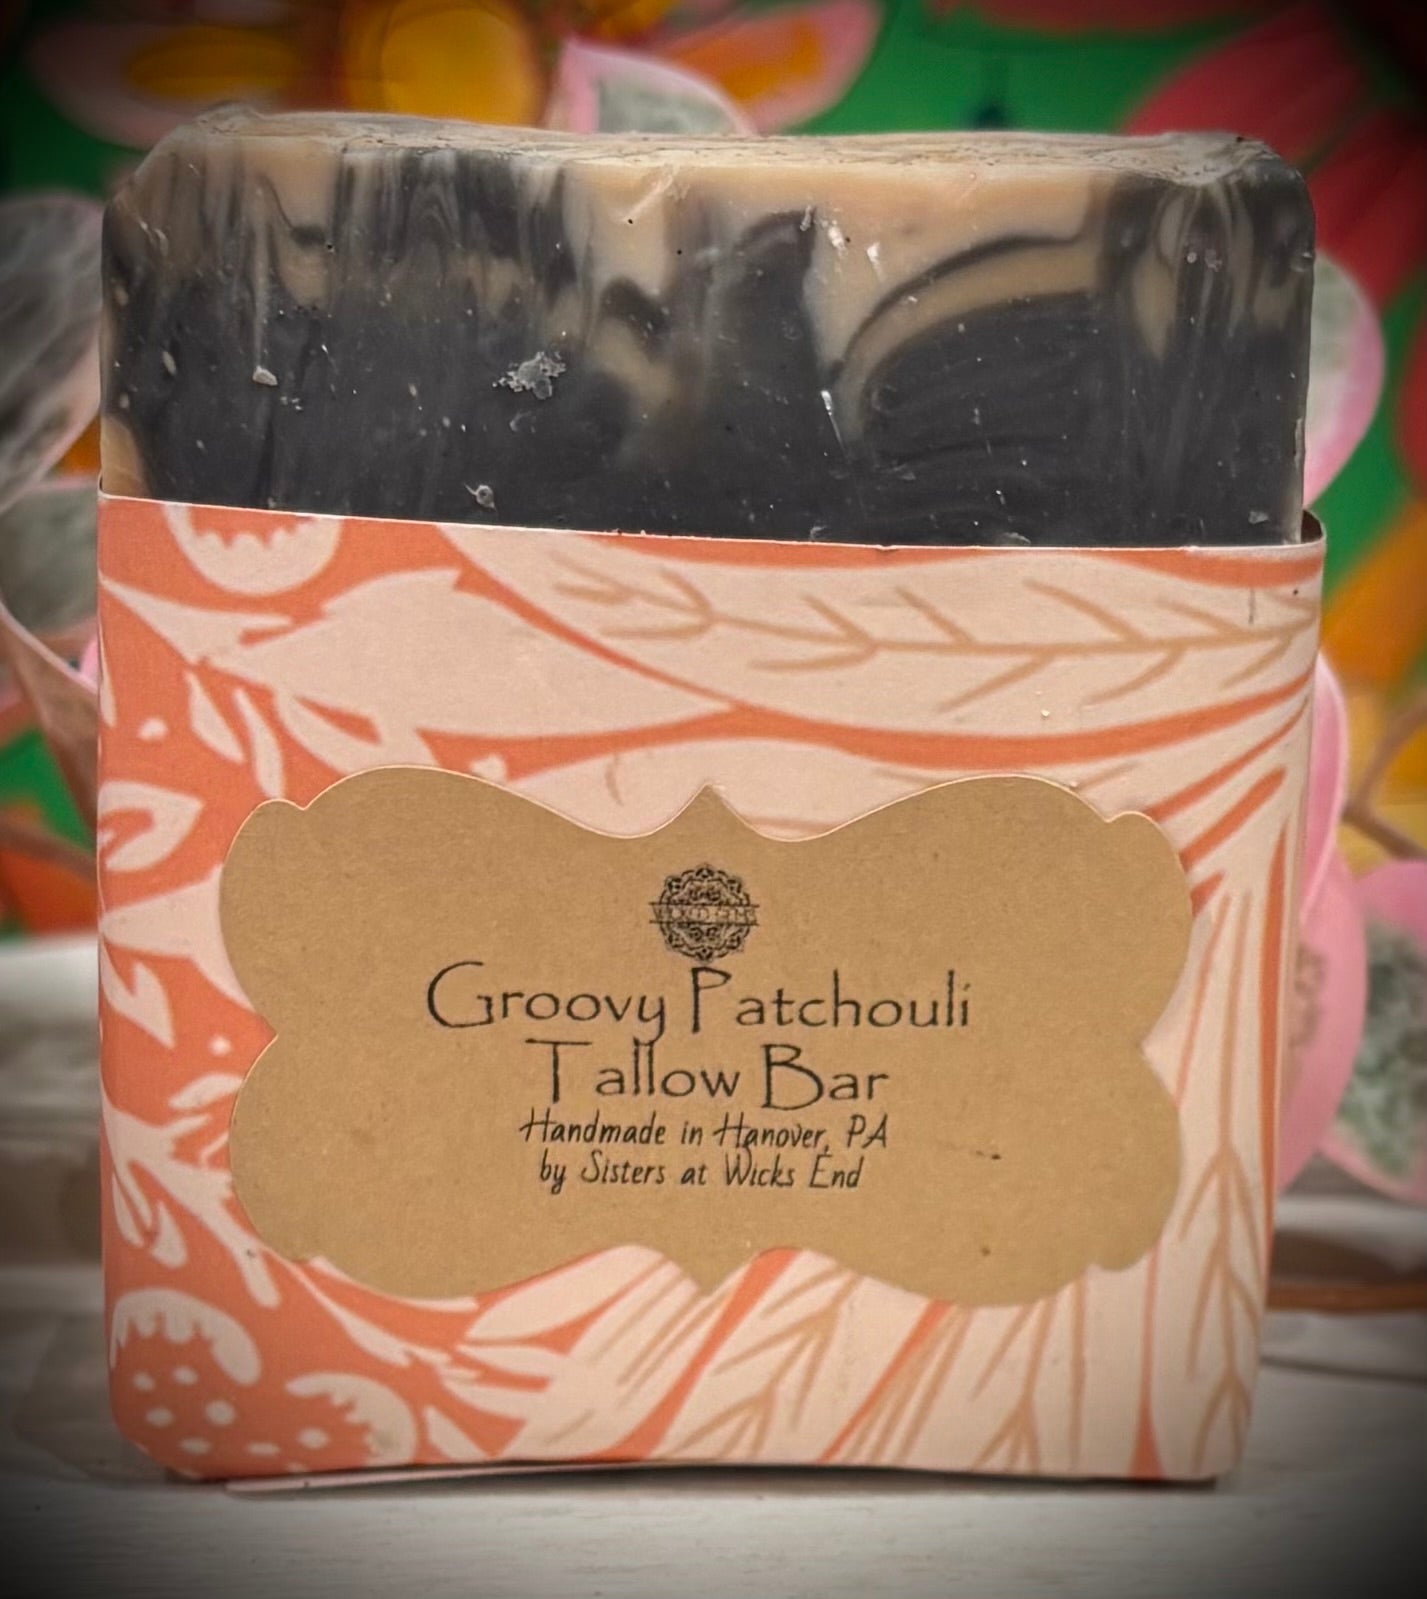 Groovy Patchouli
Tallow Bar
Handmade in Hanover, PA
by Sisters at Wicks End